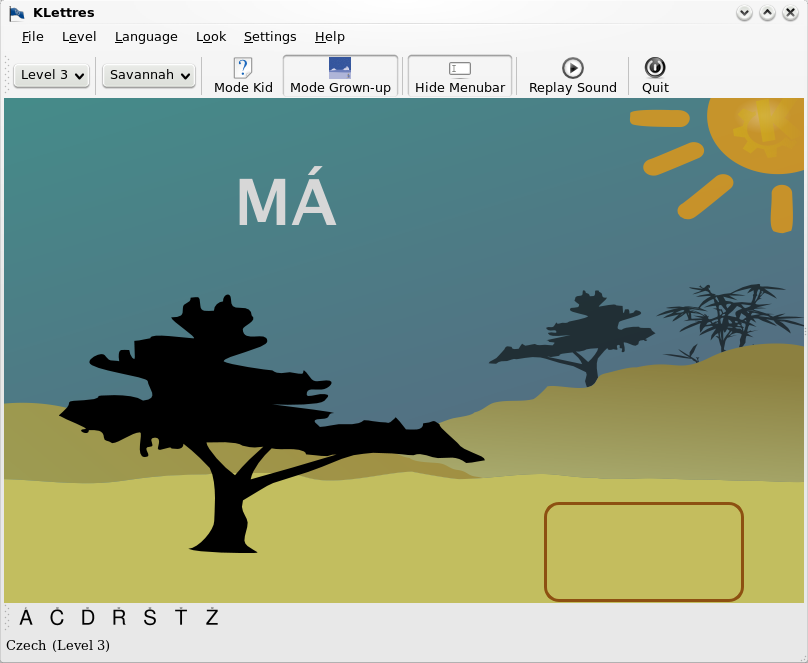 KLettres
File Level Language Look Settings Help
Level 3 Savannah Mode Kid Mode Grown-up Hide Menubar Replay Sound Quit
MÁ
Á Č Ď Ř Š Ť Ž
Czech (Level 3)